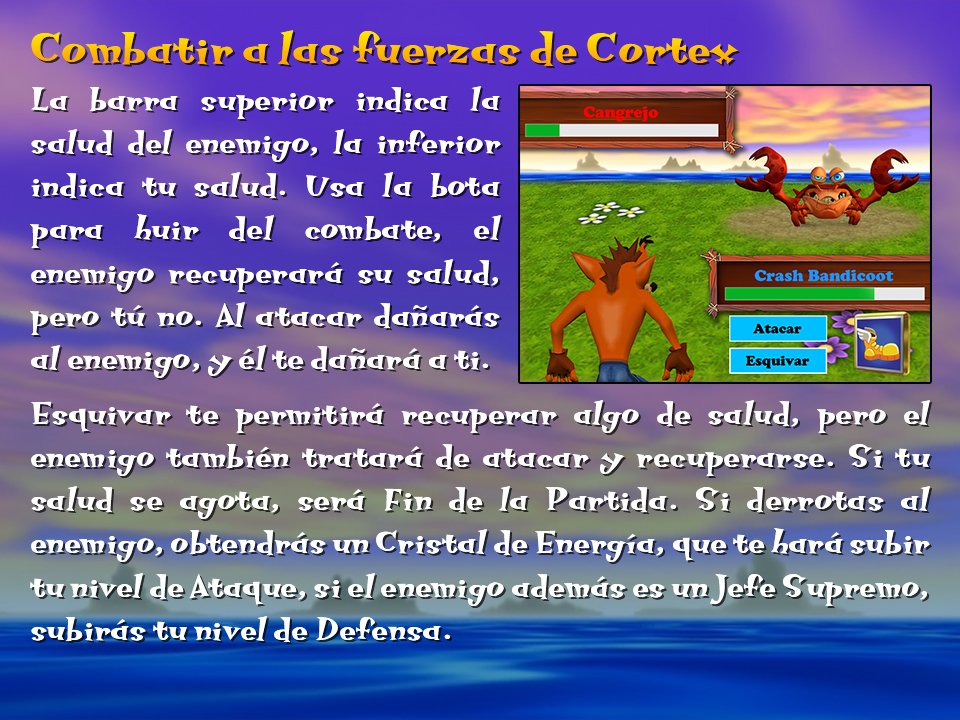 Combatir a las fuerzas de Cortex
La barra superior indica la
salud del enemigo, la inferior
indica tu salud. Usa la bota
para huir del combate, el
enemigo recuperará su salud,
pero tú no. Al atacar dañarás
al enemigo, y él te dañará a ti.
Cangrejo
Crash Bandicoot
Atacar
Esquivar
Esquivar te permitirá recuperar algo de salud, pero el
enemigo también tratará de atacar y recuperarse. Si tu
salud se agota, será Fin de la Partida. Si derrotas al
enemigo, obtendrás un Cristal de Energía, que te hará subir
tu nivel de Ataque, si el enemigo además es un Jefe Supremo,
subirás tu nivel de Defensa.